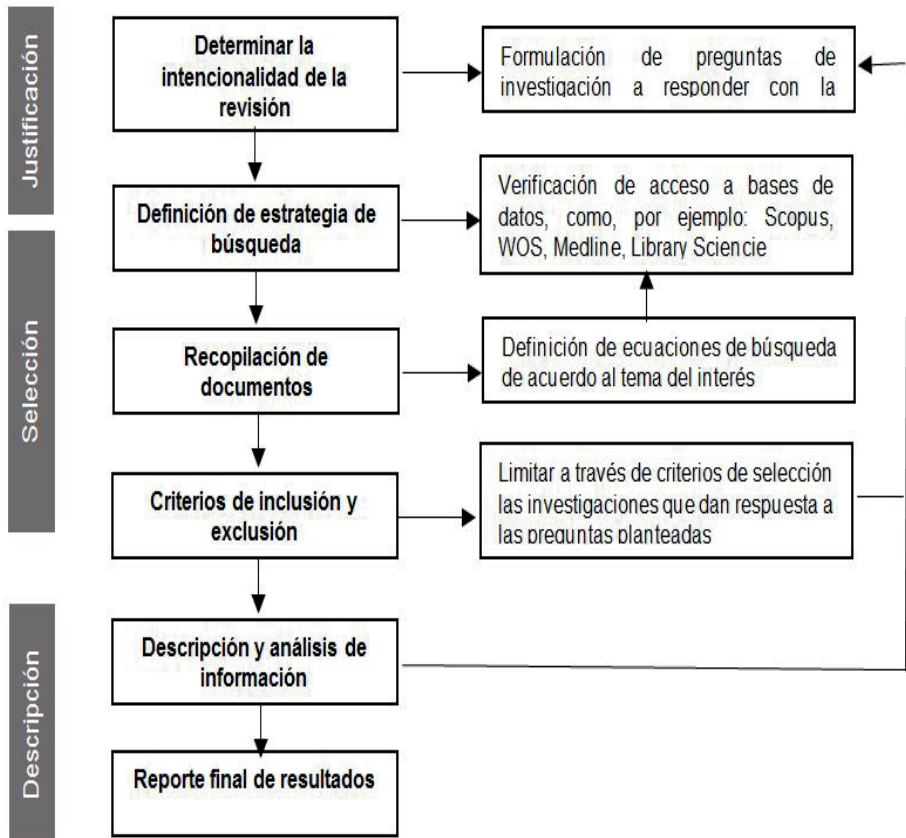 Justificación
Determinar la
intencionalidad de la
revisión
Formulación de preguntas de
investigación a responder con la
Definición de estrategia de
búsqueda
Verificación de acceso a bases de
datos, como, por ejemplo: Scopus,
WOS, Medline, Library Sciencie
Selección
Recopilación de
documentos
Definición de ecuaciones de búsqueda
de acuerdo al tema del interés
Criterios de inclusión y
exclusión
Limitar a través de criterios de selección
las investigaciones que dan respuesta a
las preguntas planteadas
Descripción
Descripción y análisis de
información
Reporte final de resultados